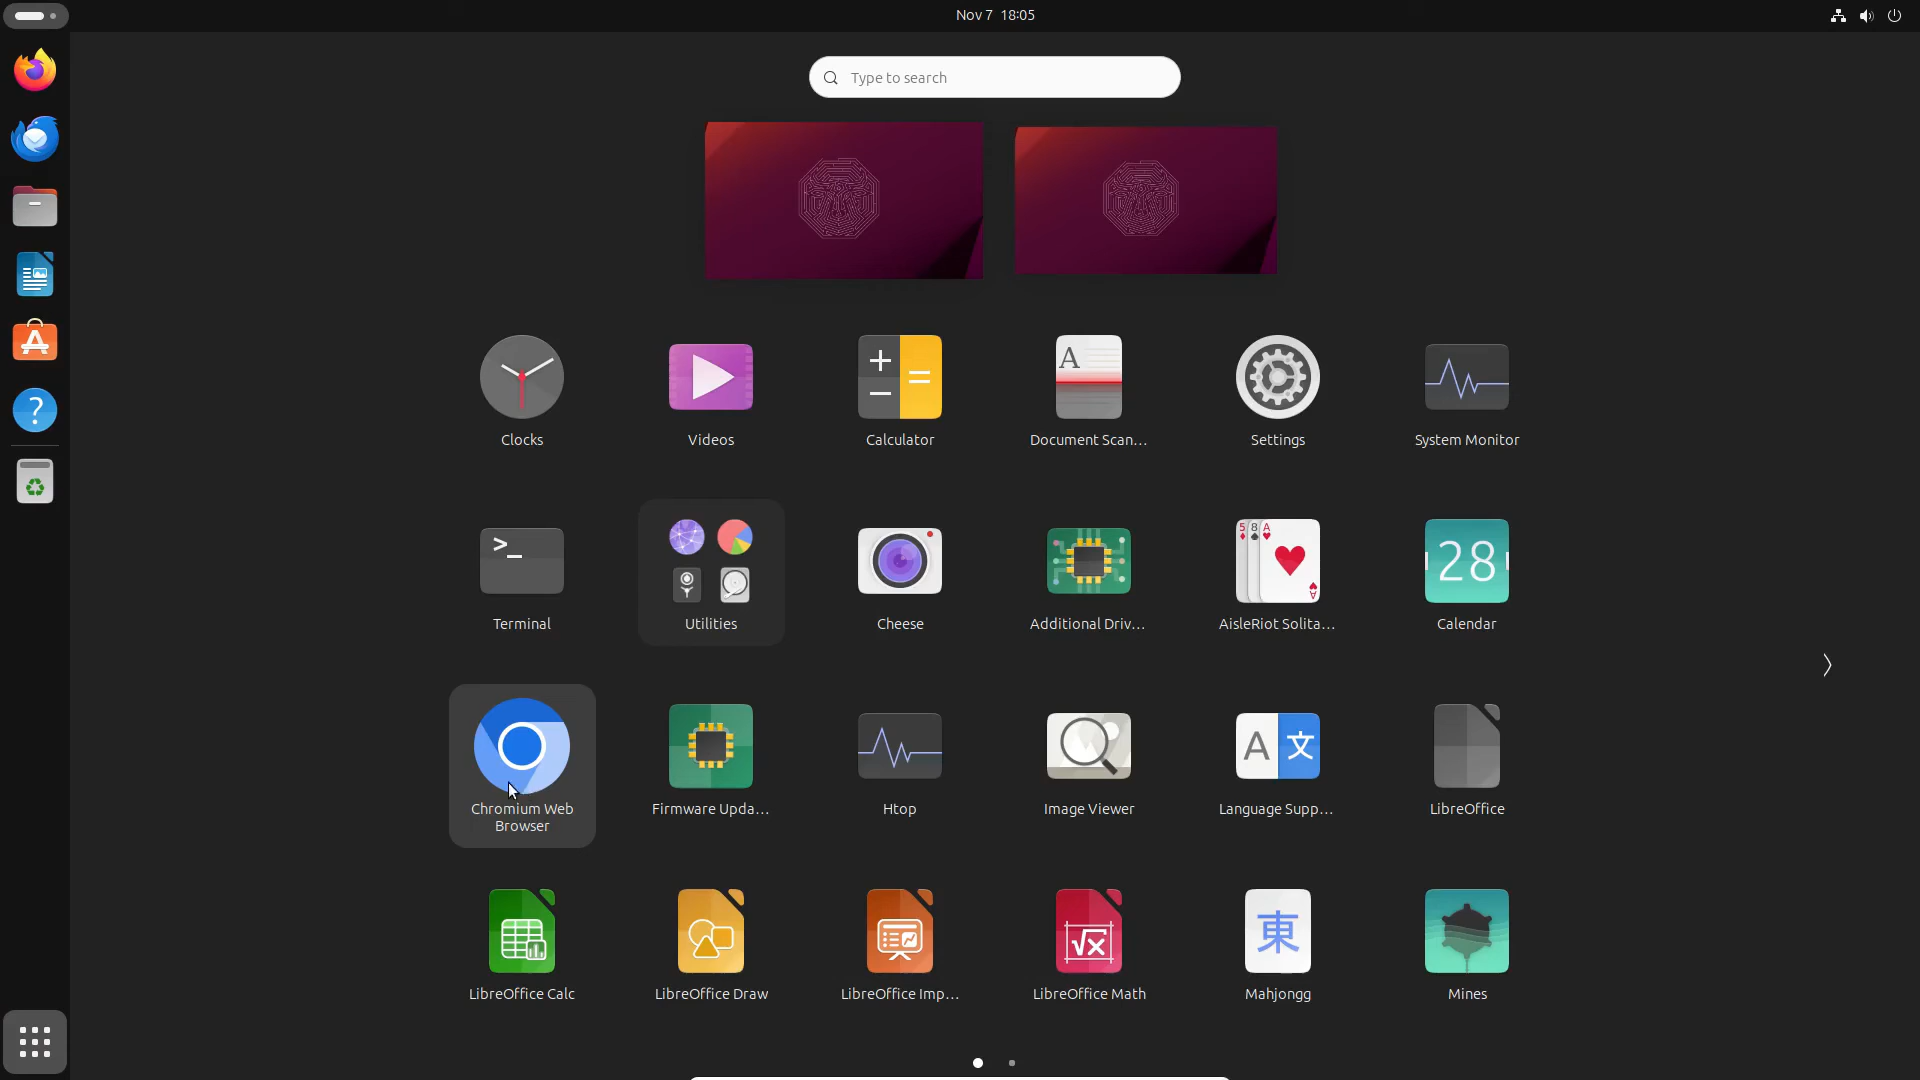 Nov 7 18:05
Type to search
Clocks
Videos
Calculator
Document Scan...
Settings
System Monitor
Terminal
Utilities
Cheese
Additional Driv...
AisleRiot Solita...
Calendar
28
Chromium Web
Browser
Firmware Upda...
Htop
Image Viewer
Language Supp...
LibreOffice
LibreOffice Calc
LibreOffice Draw
LibreOffice Imp...
LibreOffice Math
Mahjongg
東
Mines